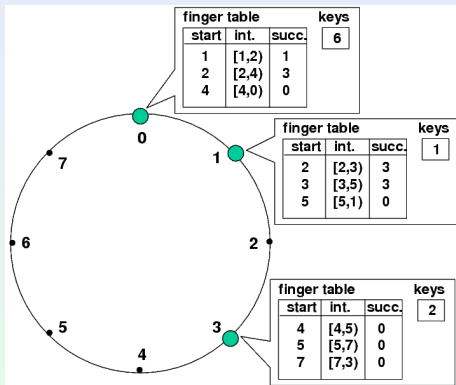 finger table keys
start int. succ. 6
1 [1,2) 1
2 [2,4) 3
4 [4,0) 0
0
finger table keys
start int. succ. 1
2 [2,3) 3
3 [3,5) 3
5 [5,1) 0
1
7
6
2
finger table keys
start int. succ. 2
4 [4,5) 0
5 [5,7) 0
7 [7,3) 0
5
3
4